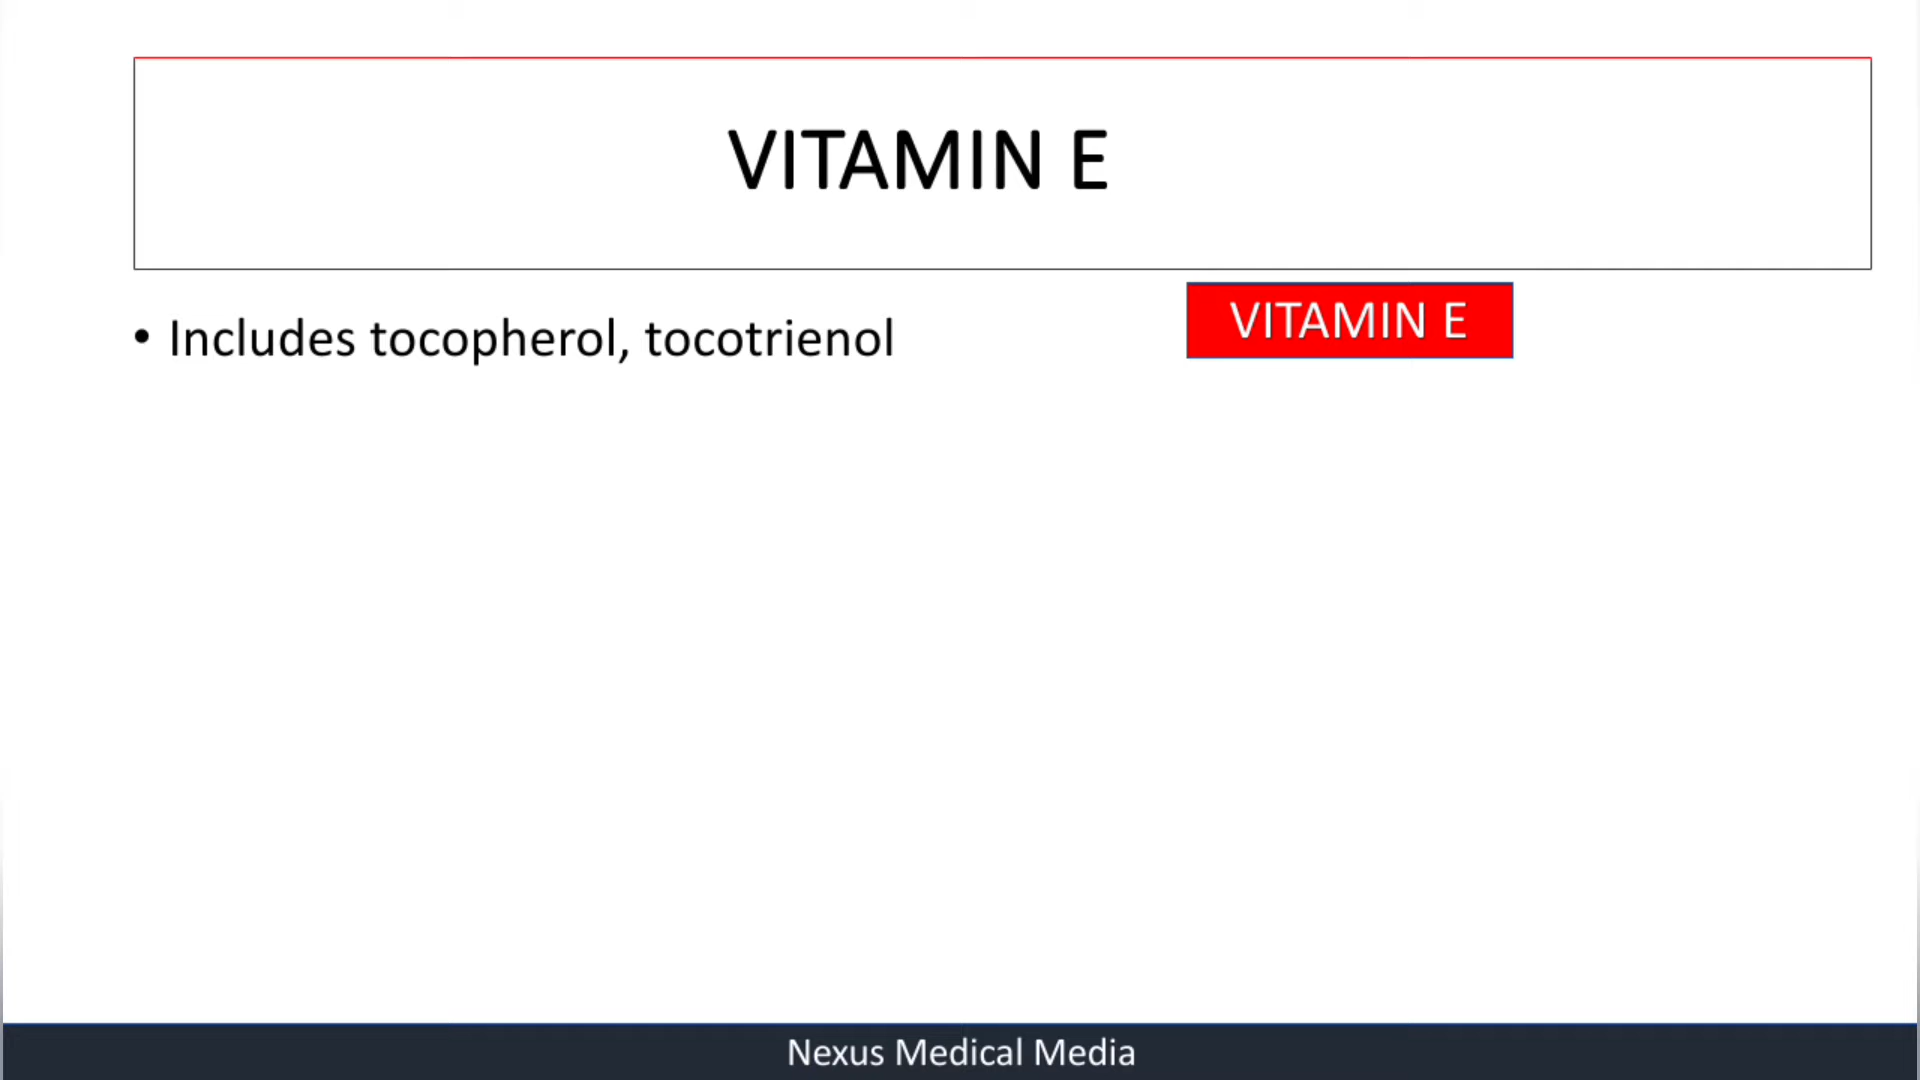 VITAMIN E
• Includes tocopherol, tocotrienol
VITAMIN E
Nexus Medical Media